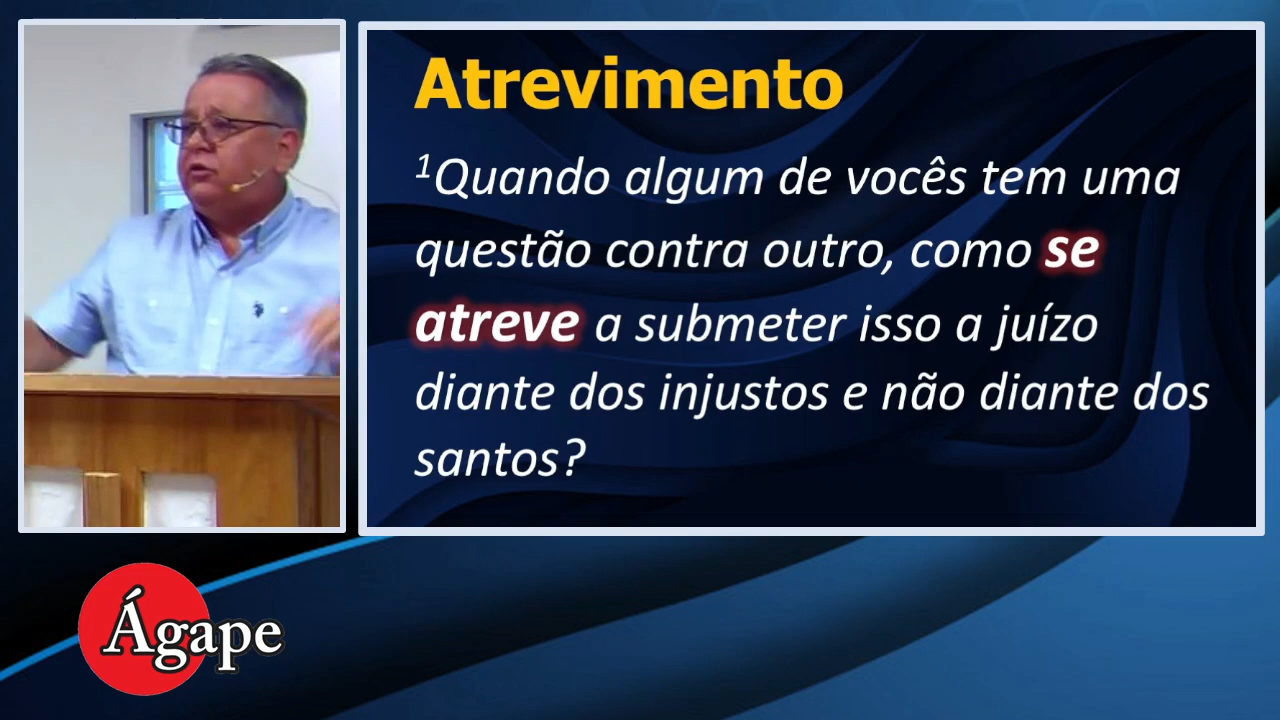 Atrevimento
¹Quando algum de vocês tem uma
questão contra outro, como se
atreve a submeter isso a juízo
diante dos injustos e não diante dos
santos?
Ágape